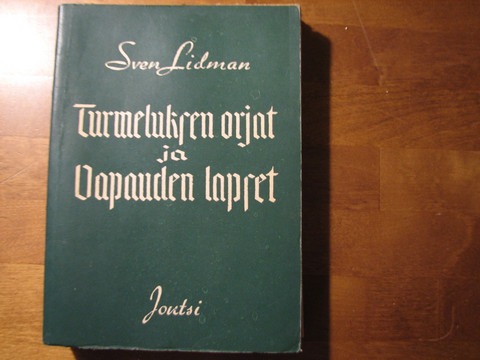 Sven Lidman
Turmeluksen orjat
ja
Vapauden lapset
Joutsi